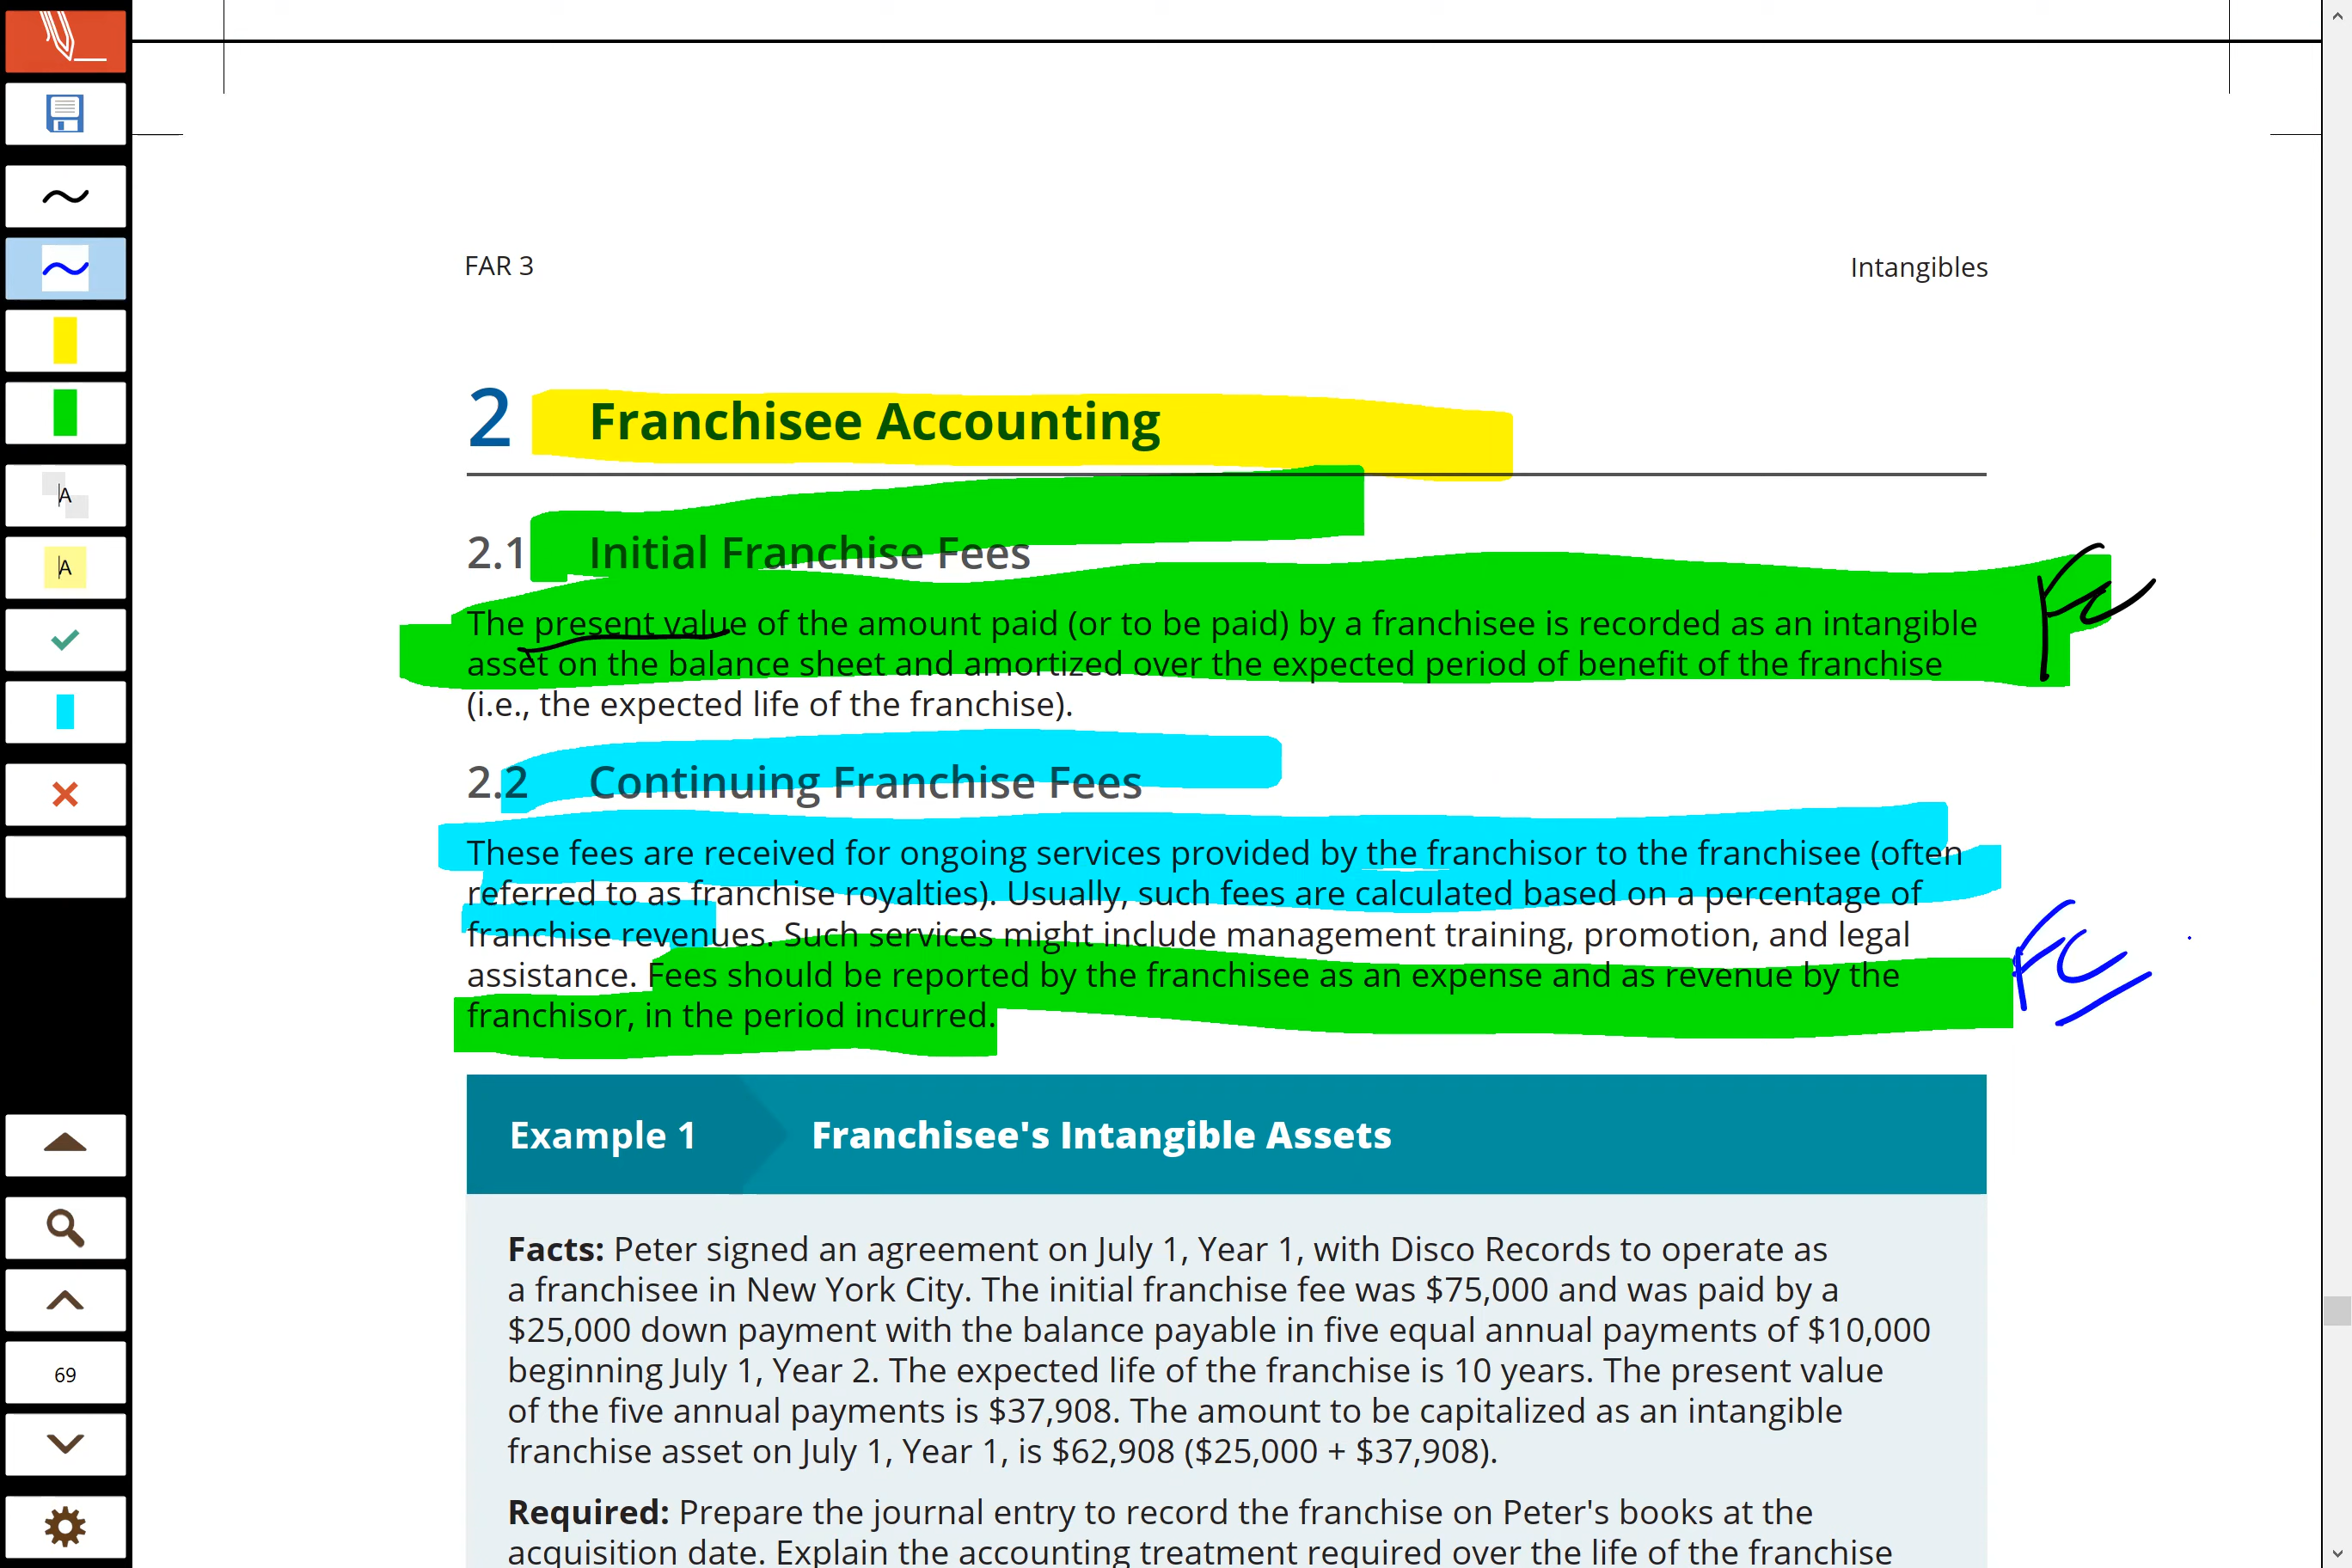 FAR 3
Intangibles
2 Franchisee Accounting
2.1 Initial Franchise Fees
The present value of the amount paid (or to be paid) by a franchisee is recorded as an intangible
asset on the balance sheet and amortized over the expected period of benefit of the franchise
(i.e., the expected life of the franchise).
FC
2.2 Continuing Franchise Fees
These fees are received for ongoing services provided by the franchisor to the franchisee (often
referred to as franchise royalties). Usually, such fees are calculated based on a percentage of
franchise revenues. Such services might include management training, promotion, and legal
assistance. Fees should be reported by the franchisee as an expense and as revenue by the
franchisor, in the period incurred.
FC
Example 1 Franchisee's Intangible Assets
Facts: Peter signed an agreement on July 1, Year 1, with Disco Records to operate as
a franchisee in New York City. The initial franchise fee was $75,000 and was paid by a
$25,000 down payment with the balance payable in five equal annual payments of $10,000
beginning July 1, Year 2. The expected life of the franchise is 10 years. The present value
of the five annual payments is $37,908. The amount to be capitalized as an intangible
franchise asset on July 1, Year 1, is $62,908 ($25,000 + $37,908).
Required: Prepare the journal entry to record the franchise on Peter's books at the
acquisition date. Explain the accounting treatment required over the life of the franchise
A
A
69